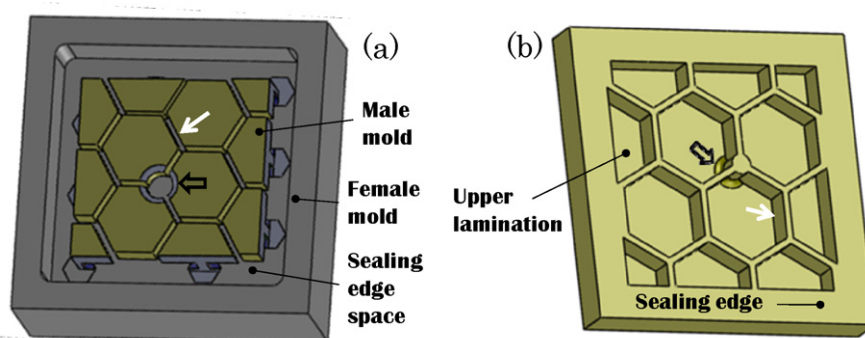 (a)
Male
mold
Female
mold
Sealing
edge
space
(b)
Upper
lamination
Sealing edge